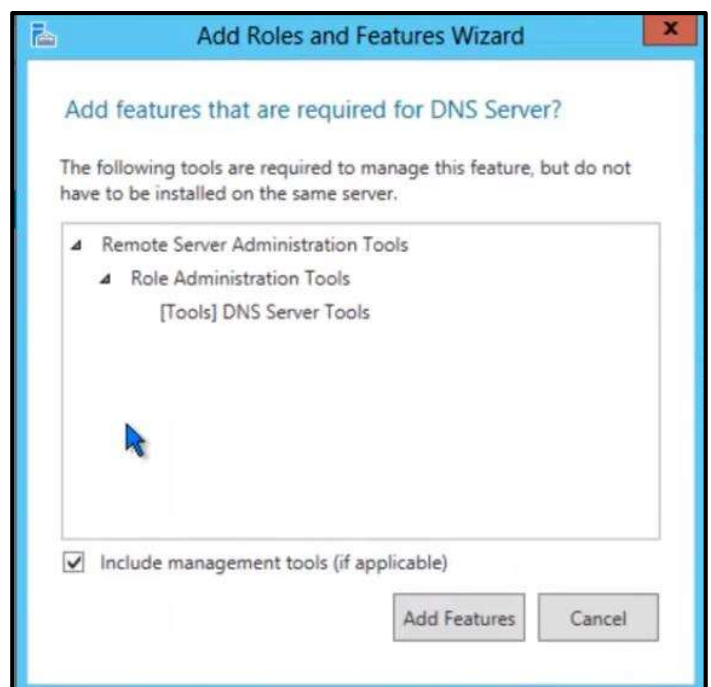 Add Roles and Features Wizard
x
Add features that are required for DNS Server?
The following tools are required to manage this feature, but do not
have to be installed on the same server.
Remote Server Administration Tools
Role Administration Tools
[Tools] DNS Server Tools
Include management tools (if applicable)
Add Features
Cancel